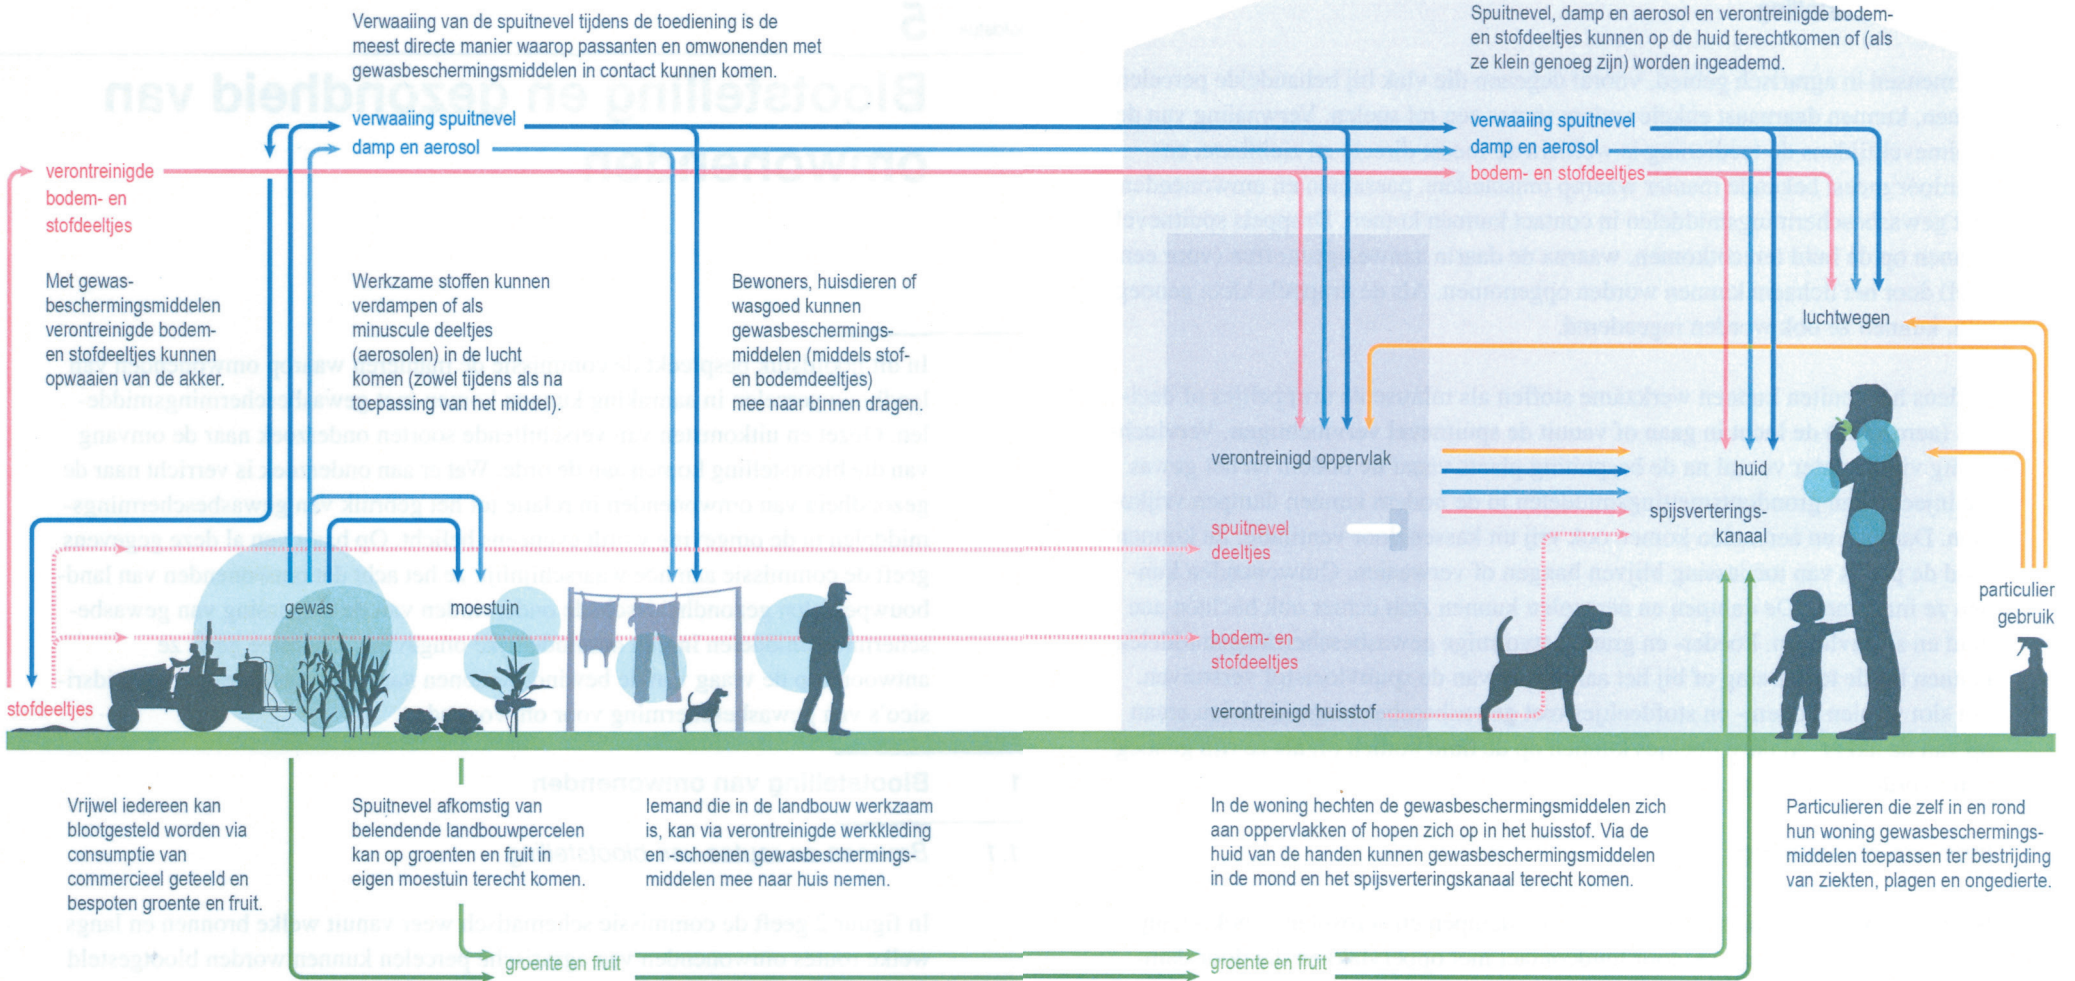 Verwaaiing van de spuitnevel tijdens de toediening is de
meest directe manier waarop passanten en omwonenden met
gewasbeschermingsmiddelen in contact kunnen komen.
Spuitnevel, damp en aerosol en verontreinigde bodem-
en stofdeeltjes kunnen op de huid terechtkomen of (als
ze klein genoeg zijn) worden ingeademd.
verwaaiing spuitnevel
damp en aerosol
verontreinigde
bodem- en
stofdeeltjes
verwaaiing spuitnevel
damp en aerosol
bodem- en stofdeeltjes
Met gewas-
beschermingsmiddelen
verontreinigde bodem-
en stofdeeltjes kunnen
opwaaien van de akker.
Werkzame stoffen kunnen
verdampen of als
minuscule deeltjes
(aerosolen) in de lucht
komen (zowel tijdens als na
toepassing van het middel).
Bewoners, huisdieren of
wasgoed kunnen
gewasbeschermings-
middelen (middels stof-
en bodemdeeltjes)
mee naar binnen dragen.
luchtwegen
verontreinigd oppervlak
huid
spijsverterings-
kanaal
spuitnevel
deeltjes
gewas
moestuin
bodem- en
stofdeeltjes
particulier
gebruik
stofdeeltjes
verontreinigd huisstof
Vrijwel iedereen kan
blootgesteld worden via
consumptie van
commercieel geteeld en
bespoten groente en fruit.
Spuitnevel afkomstig van
belendende landbouwpercelen
kan op groenten en fruit in
eigen moestuin terecht komen.
Iemand die in de landbouw werkzaam
is, kan via verontreinigde werkkleding
en -schoenen gewasbeschermings-
middelen mee naar huis nemen.
In de woning hechten de gewasbeschermingsmiddelen zich
aan oppervlakken of hopen zich op in het huisstof. Via de
huid van de handen kunnen gewasbeschermingsmiddelen
in de mond en het spijsverteringskanaal terecht komen.
Particulieren die zelf in en rond
hun woning gewasbeschermings-
middelen toepassen ter bestrijding
van ziekten, plagen en ongedierte.
groente en fruit
groente en fruit